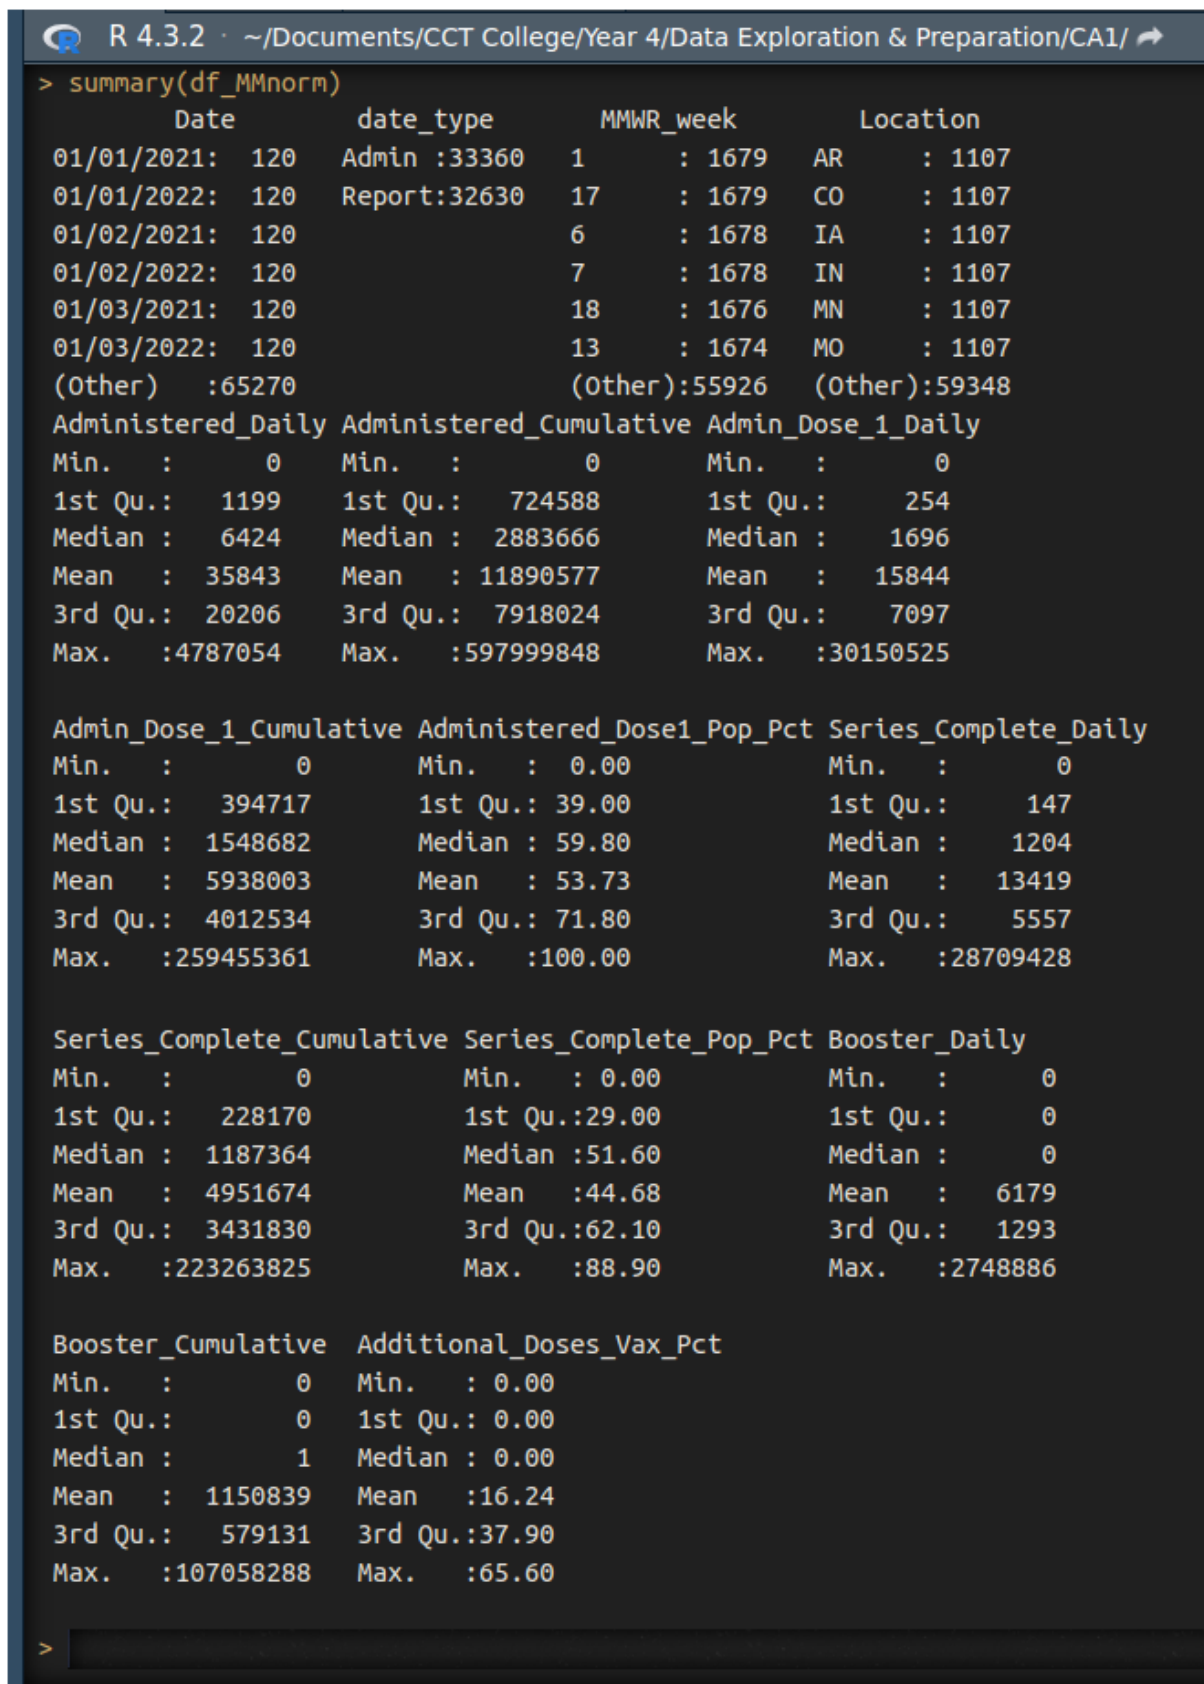 R 4.3.2 · ~/Documents/CCT College/Year 4/Data Exploration & Preparation/CA1/
> summary(df_MMnorm)
Date date_type MMWR_week Location
01/01/2021: 120 Admin :33360 1 : 1679 AR : 1107
01/01/2022: 120 Report:32630 17 : 1679 CO : 1107
01/02/2021: 120 6 : 1678 IA : 1107
01/02/2022: 120 7 : 1678 IN : 1107
01/03/2021: 120 18 : 1676 MN : 1107
01/03/2022: 120 13 : 1674 MO : 1107
(Other) :65270 (Other):55926 (Other):59348
Administered_Daily Administered_Cumulative Admin_Dose_1_Daily
Min. : 0 Min. : 0 Min. : 0
1st Qu.: 1199 1st Qu.: 724588 1st Qu.: 254
Median : 6424 Median : 2883666 Median : 1696
Mean : 35843 Mean : 11890577 Mean : 15844
3rd Qu.: 20206 3rd Qu.: 7918024 3rd Qu.: 7097
Max. :4787054 Max. :597999848 Max. :30150525
Admin_Dose_1_Cumulative Administered_Dose1_Pop_Pct Series_Complete_Daily
Min. : 0 Min. : 0.00 Min. : 0
1st Qu.: 394717 1st Qu.: 39.00 1st Qu.: 147
Median : 1548682 Median : 59.80 Median : 1204
Mean : 5938003 Mean : 53.73 Mean : 13419
3rd Qu.: 4012534 3rd Qu.: 71.80 3rd Qu.: 5557
Max. :259455361 Max. :100.00 Max. :28709428
Series_Complete_Cumulative Series_Complete_Pop_Pct Booster_Daily
Min. : 0 Min. : 0.00 Min. : 0
1st Qu.: 228170 1st Qu.:29.00 1st Qu.: 0
Median : 1187364 Median :51.60 Median : 0
Mean : 4951674 Mean :44.68 Mean : 6179
3rd Qu.: 3431830 3rd Qu.:62.10 3rd Qu.: 1293
Max. :223263825 Max. :88.90 Max. :2748886
Booster_Cumulative Additional_Doses_Vax_Pct
Min. : 0 Min. : 0.00
1st Qu.: 0 1st Qu.: 0.00
Median : 1 Median : 0.00
Mean : 1150839 Mean :16.24
3rd Qu.: 579131 3rd Qu.:37.90
Max. :107058288 Max. :65.60
>